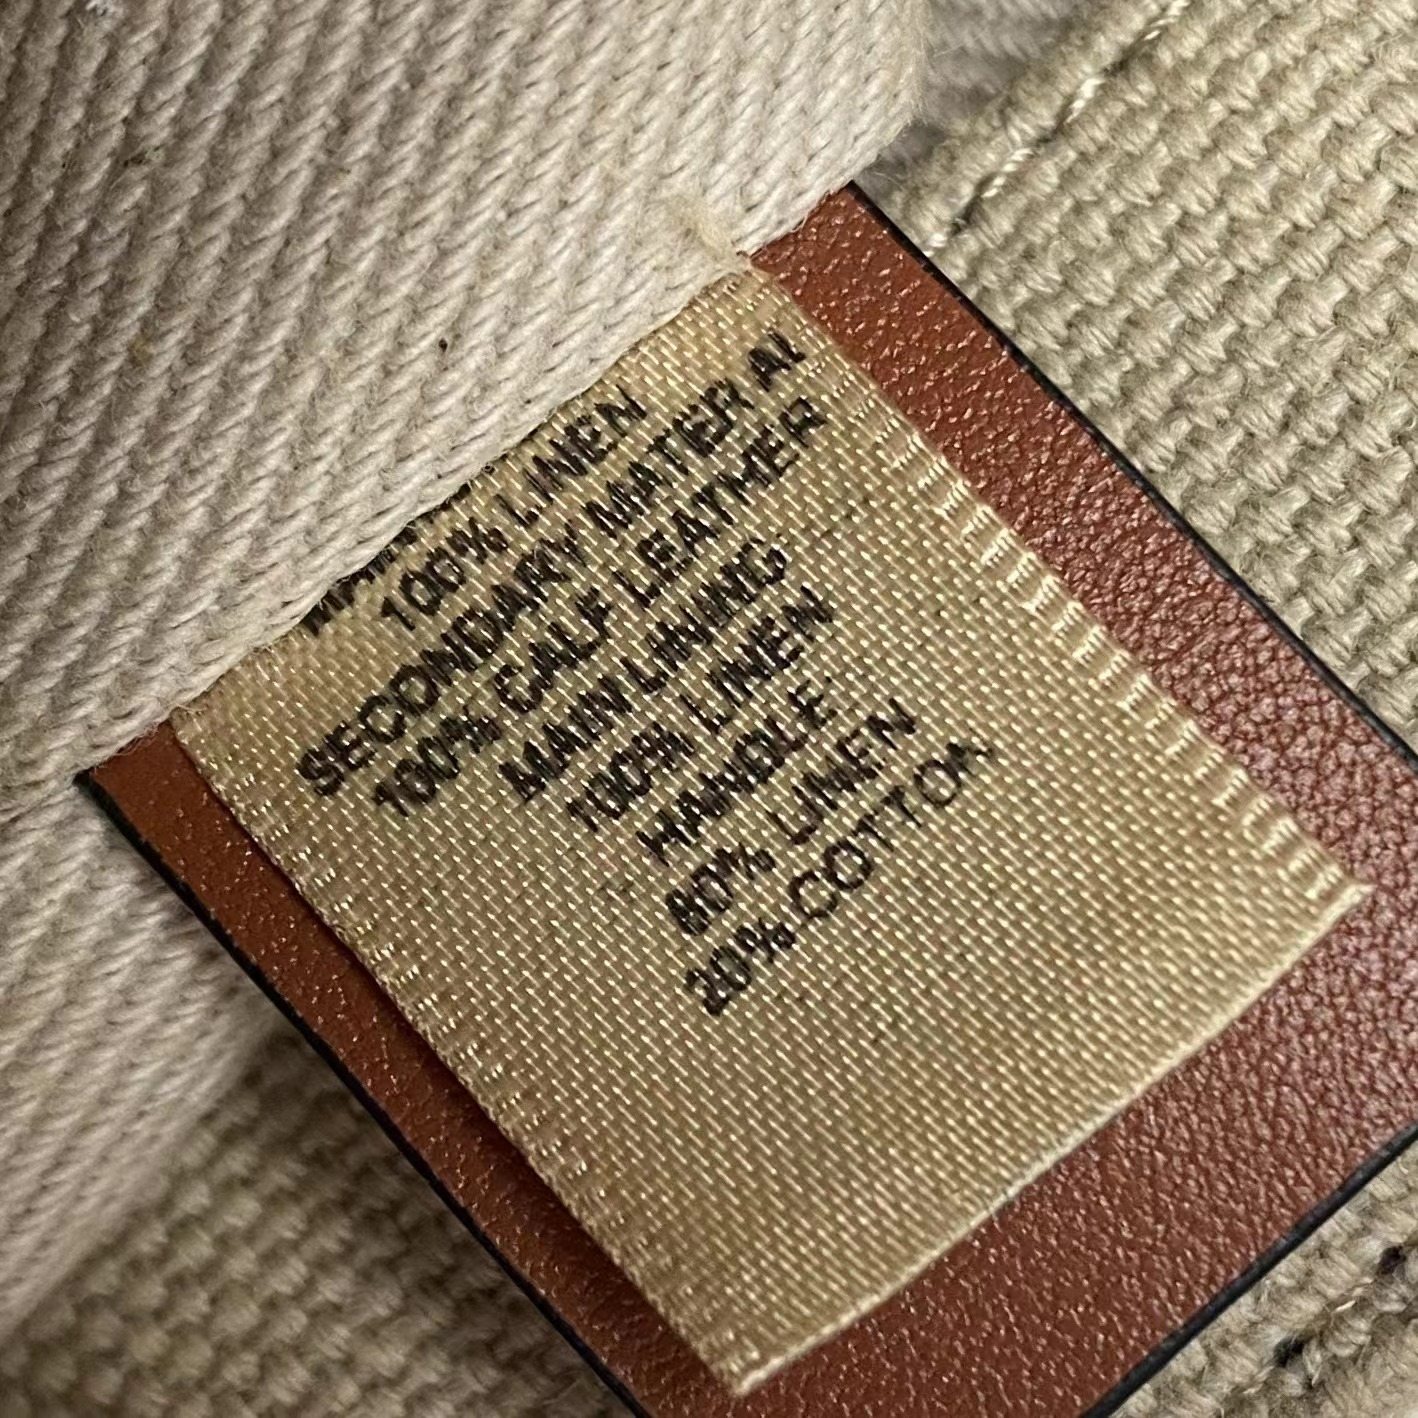 100% LINEN
SECONDARY MATERIAL
100% CALF LEATHER
MAIN LINING
100% LINEN
HANDLE
80% LINEN
20% COTTON